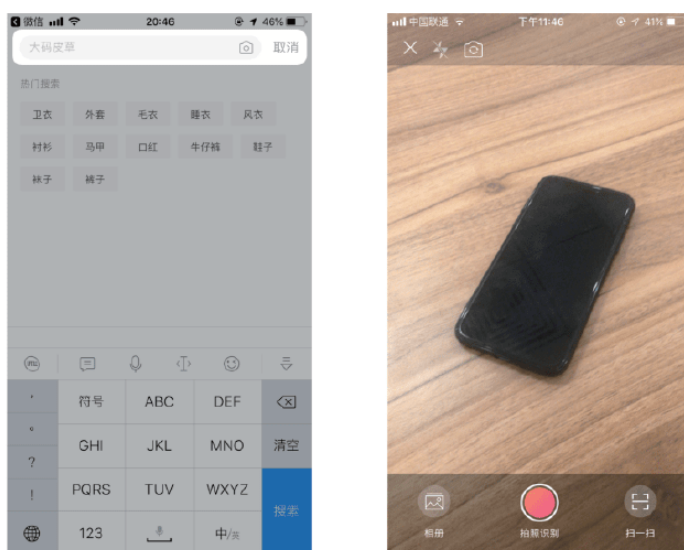 微信 20:46 46%
大码皮草 取消
热门搜索
卫衣 外套 毛衣 睡衣 风衣
衬衫 马甲 口红 牛仔裤 鞋子
袜子 裤子
, 符号 ABC DEF
。 GHI JKL MNO 清空
?
! PQRS TUV WXYZ 搜索
123 中/英
中国联通 下午11:46 41%
相册 拍照识别 扫一扫